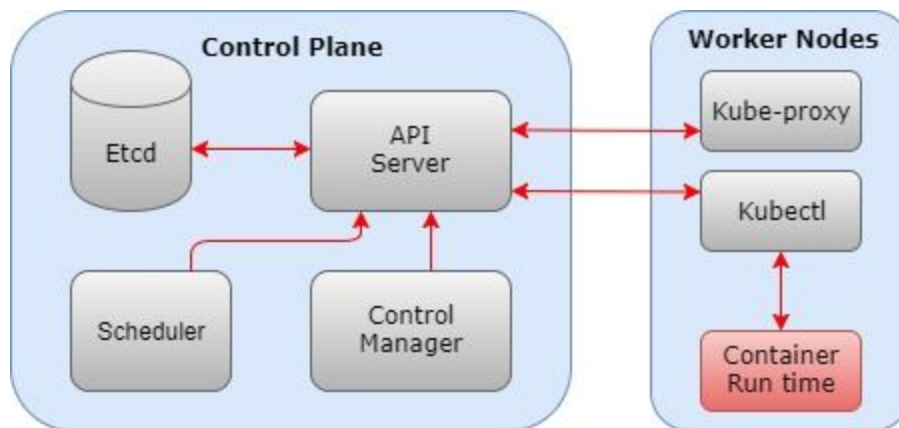 Control Plane
Worker Nodes
Etcd
API
Server
Kube-proxy
Kubectl
Scheduler
Control
Manager
Container
Run time